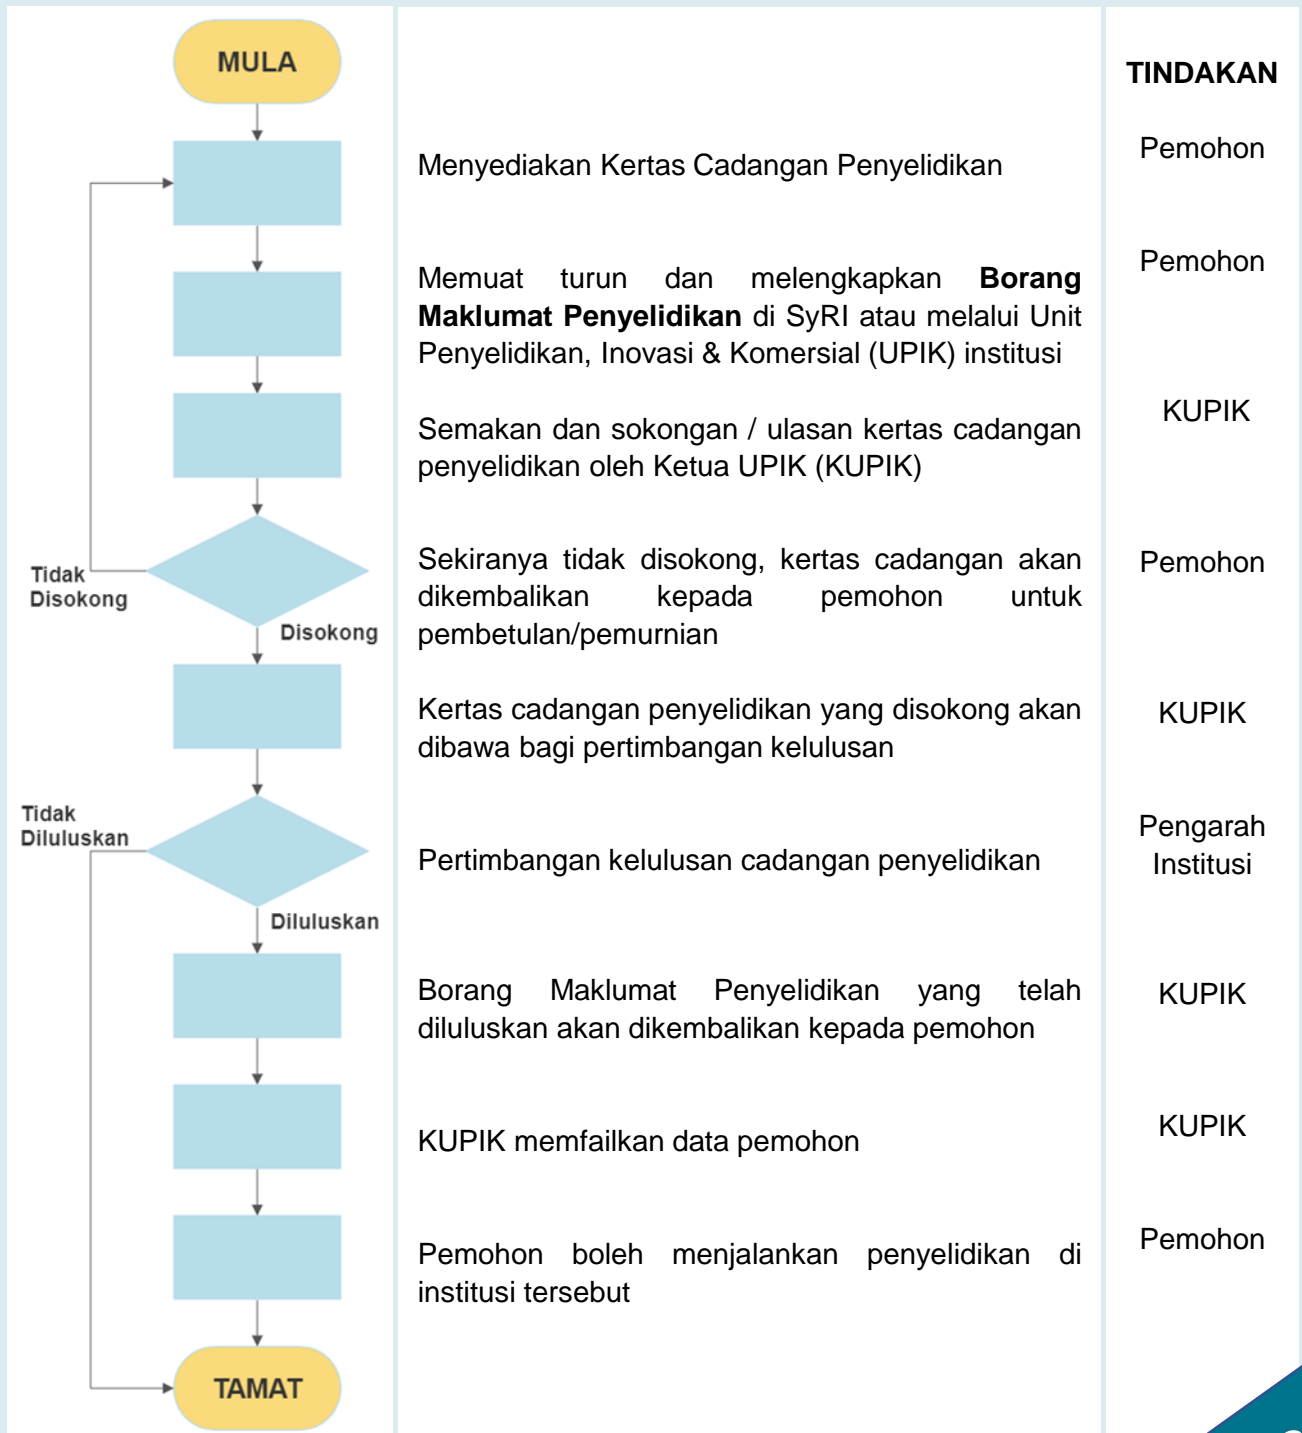 MULA
TINDAKAN
Menyediakan Kertas Cadangan Penyelidikan
Pemohon
Memuat turun dan melengkapkan Borang
Maklumat Penyelidikan di SyRI atau melalui Unit
Penyelidikan, Inovasi & Komersial (UPIK) institusi
Pemohon
Semakan dan sokongan / ulasan kertas cadangan
penyelidikan oleh Ketua UPIK (KUPIK)
KUPIK
Tidak
Disokong
Disokong
Sekiranya tidak disokong, kertas cadangan akan
dikembalikan kepada pemohon untuk
pembetulan/pemurnian
Pemohon
Kertas cadangan penyelidikan yang disokong akan
dibawa bagi pertimbangan kelulusan
KUPIK
Tidak
Diluluskan
Diluluskan
Pertimbangan kelulusan cadangan penyelidikan
Pengarah
Institusi
Borang Maklumat Penyelidikan yang telah
diluluskan akan dikembalikan kepada pemohon
KUPIK
KUPIK memfailkan data pemohon
KUPIK
Pemohon boleh menjalankan penyelidikan di
institusi tersebut
Pemohon
TAMAT